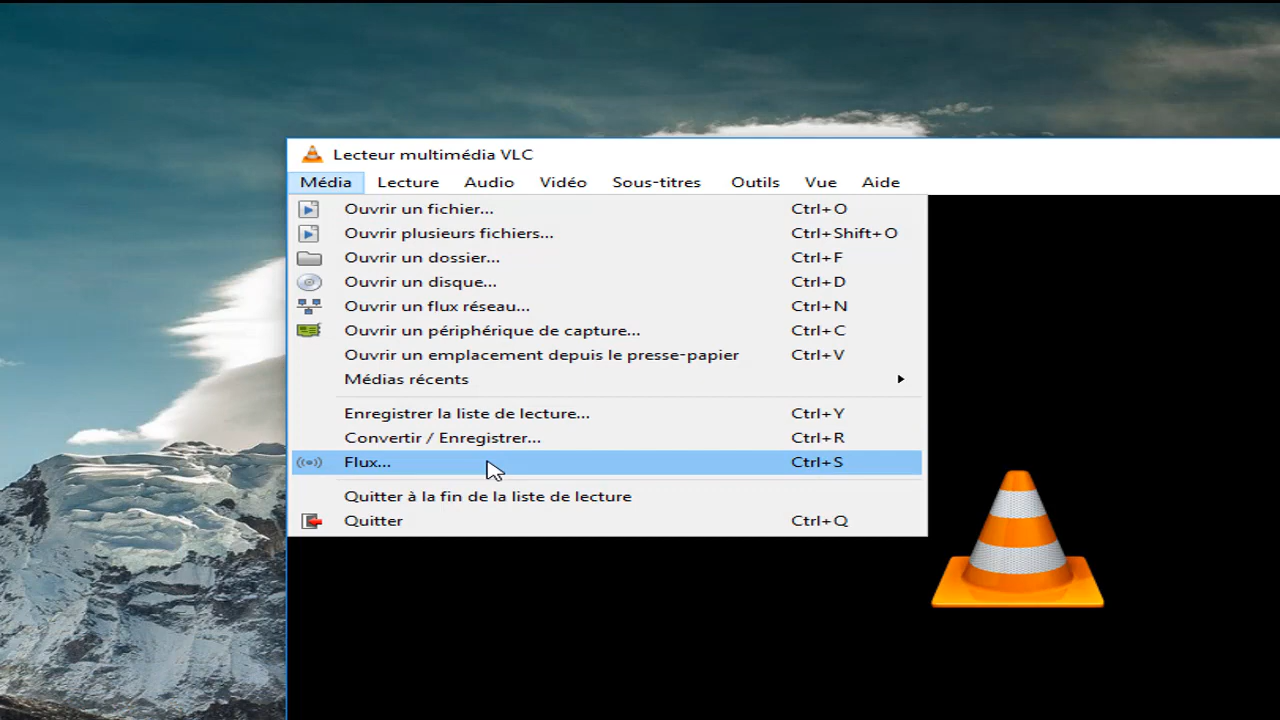 Lecteur multimédia VLC
Média Lecture Audio Vidéo Sous-titres Outils Vue Aide
Ouvrir un fichier... Ctrl+O
Ouvrir plusieurs fichiers... Ctrl+Shift+O
Ouvrir un dossier... Ctrl+F
Ouvrir un disque... Ctrl+D
Ouvrir un flux réseau... Ctrl+N
Ouvrir un périphérique de capture... Ctrl+C
Ouvrir un emplacement depuis le presse-papier Ctrl+V
Médias récents
Enregistrer la liste de lecture... Ctrl+Y
Convertir / Enregistrer... Ctrl+R
Flux... Ctrl+S
Quitter à la fin de la liste de lecture
Quitter Ctrl+Q